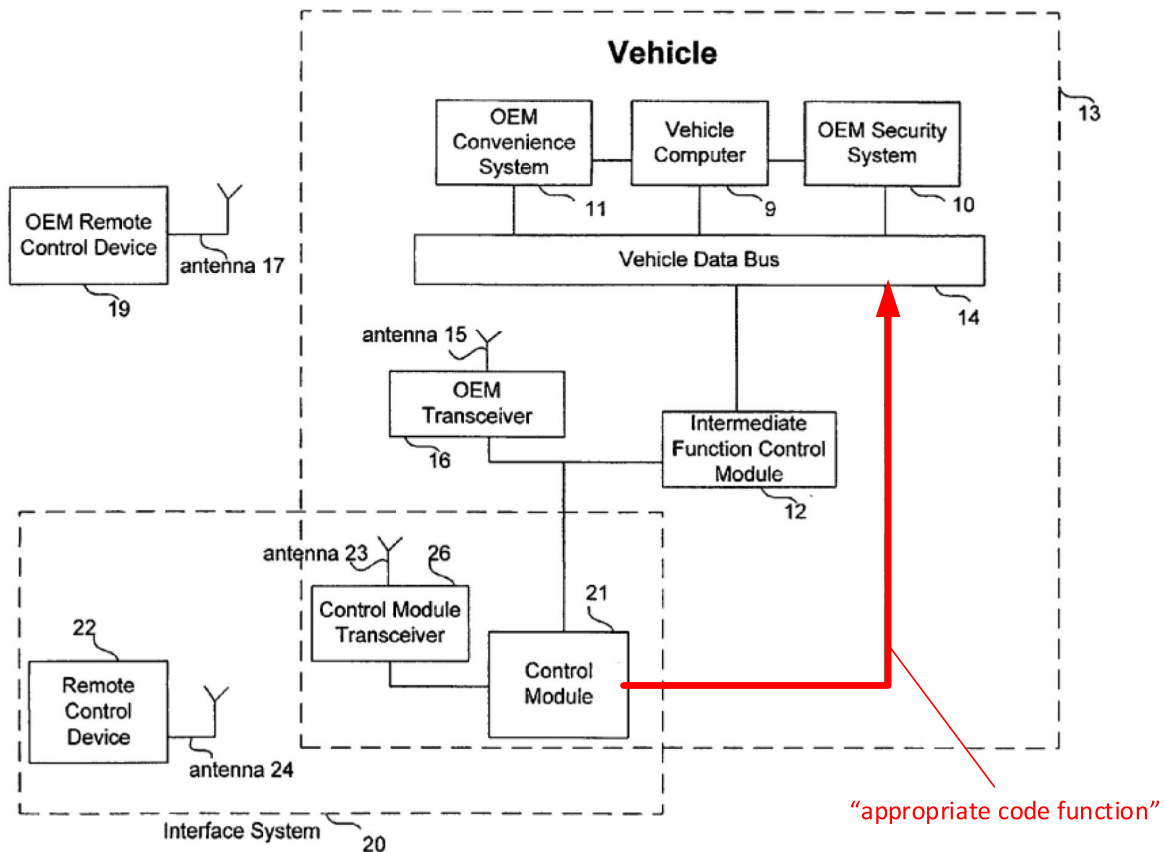 Vehicle
13
OEM
Convenience
System
11
Vehicle
Computer
9
OEM Security
System
10
OEM Remote
Control Device
19
antenna 17
Vehicle Data Bus
14
antenna 15
OEM
Transceiver
16
Intermediate
Function Control
Module
12
antenna 23
26
Control Module
Transceiver
21
Control
Module
22
Remote
Control
Device
antenna 24
"appropriate code function"
Interface System
20